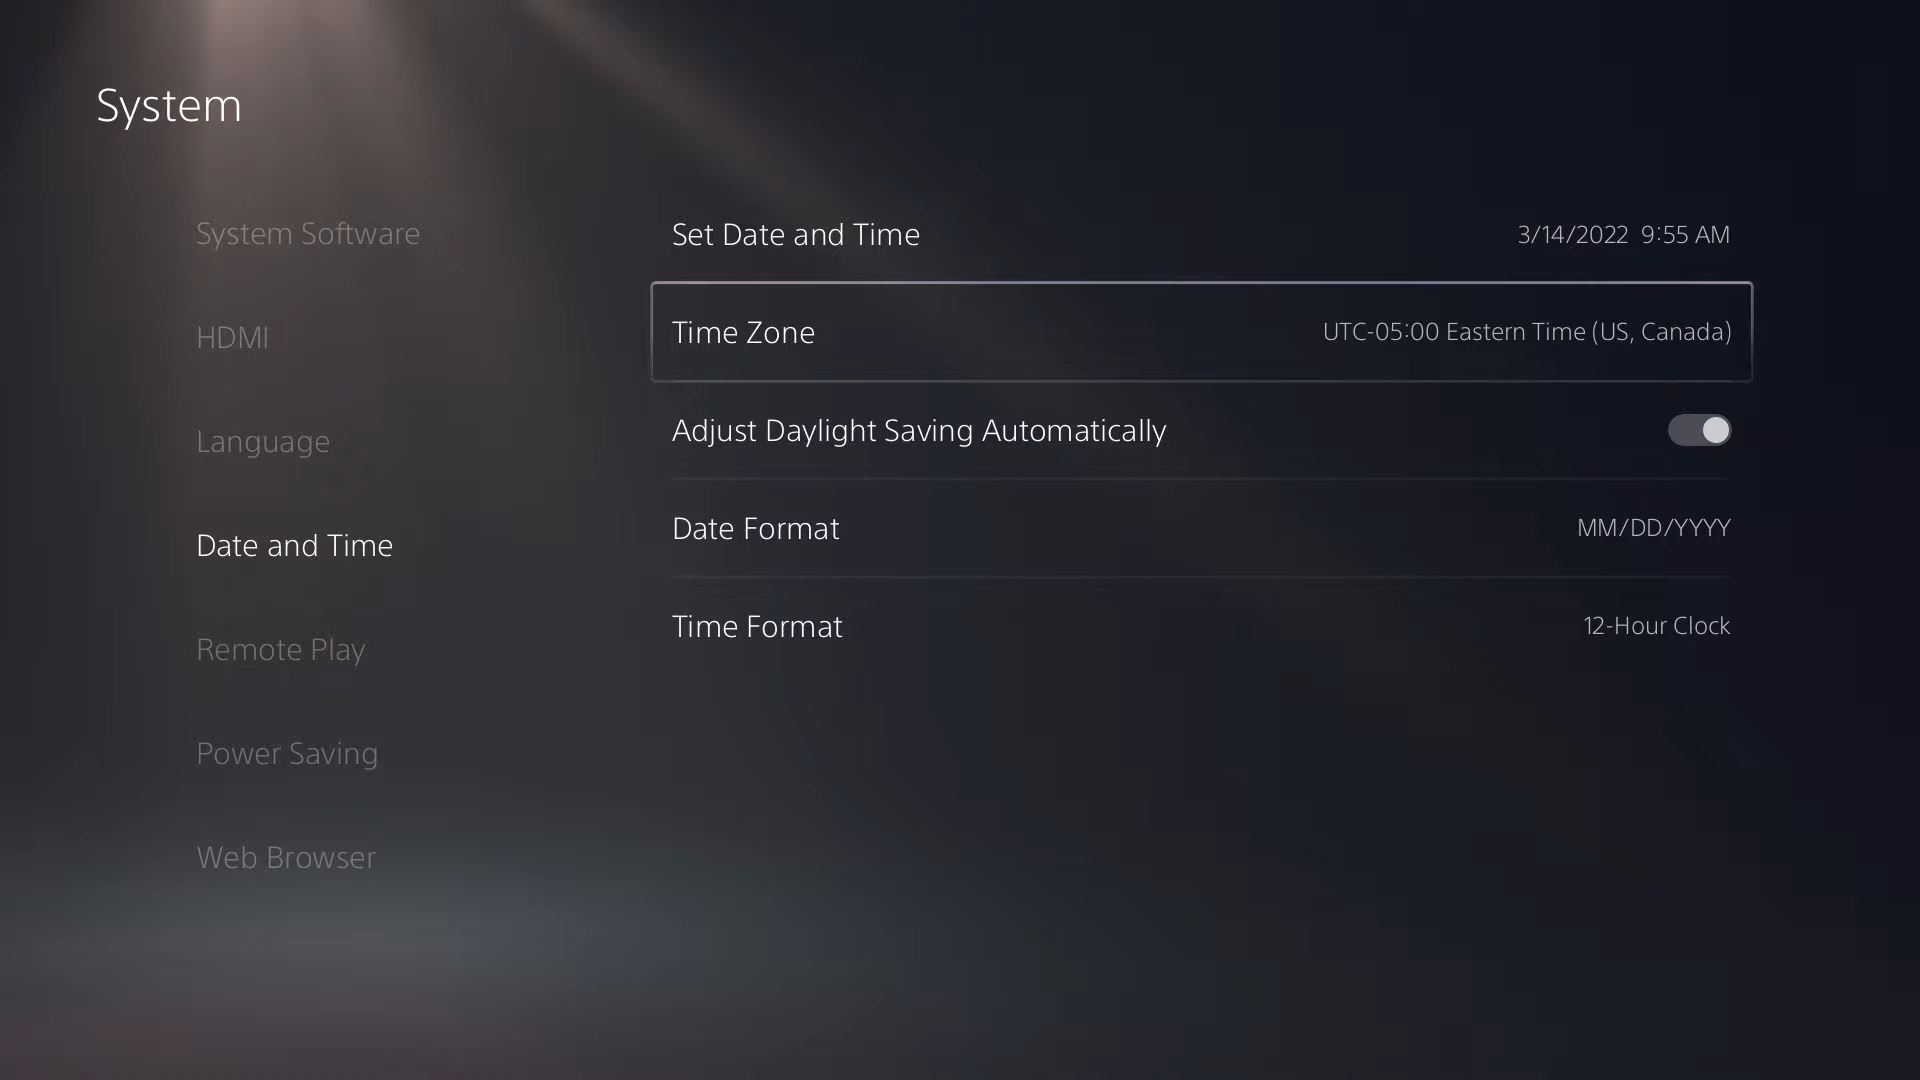 System
System Software
HDMI
Language
Date and Time
Remote Play
Power Saving
Web Browser
Set Date and Time 3/14/2022 9:55 AM
Time Zone UTC-05:00 Eastern Time (US, Canada)
Adjust Daylight Saving Automatically
Date Format MM/DD/YYYY
Time Format 12-Hour Clock